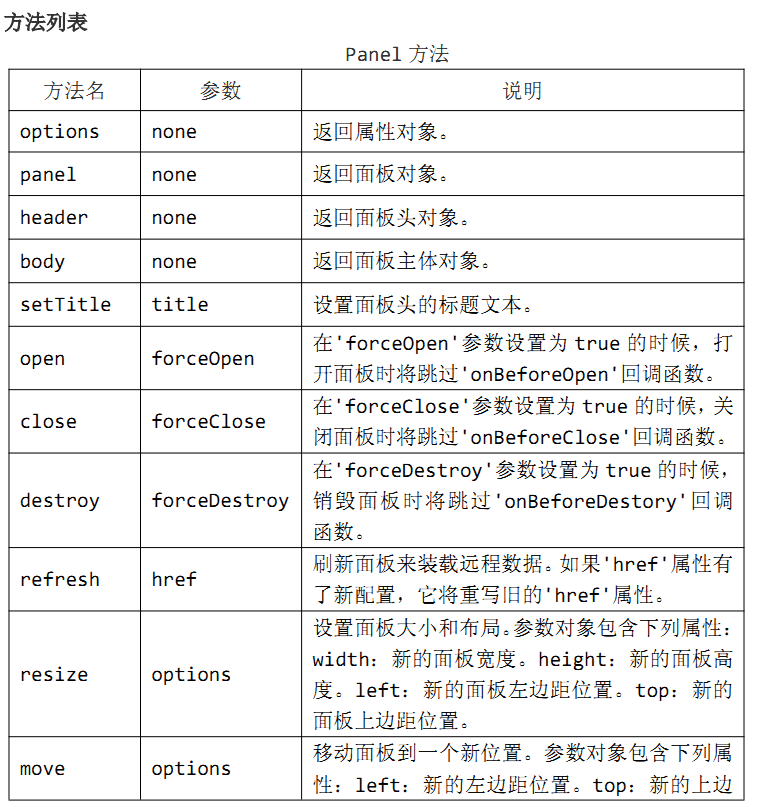 方法列表
Panel 方法
方法名 参数 说明
options none 返回属性对象。
panel none 返回面板对象。
header none 返回面板头对象。
body none 返回面板主体对象。
setTitle title 设置面板头的标题文本。
open forceOpen 在'forceOpen'参数设置为 true 的时候，打
开面板时将跳过'onBeforeOpen'回调函数。
close forceClose 在'forceClose'参数设置为 true 的时候，关
闭面板时将跳过'onBeforeClose'回调函数。
destroy forceDestroy 在'forceDestroy'参数设置为 true 的时候，
销毁面板时将跳过'onBeforeDestory'回调
函数。
refresh href 刷新面板来装载远程数据。如果'href'属性有
了新配置，它将重写旧的'href'属性。
resize options 设置面板大小和布局。参数对象包含下列属性：
width：新的面板宽度。height：新的面板高
度。left：新的面板左边距位置。top：新的
面板上边距位置。
move options 移动面板到一个新位置。参数对象包含下列属
性：left：新的左边距位置。top：新的上边